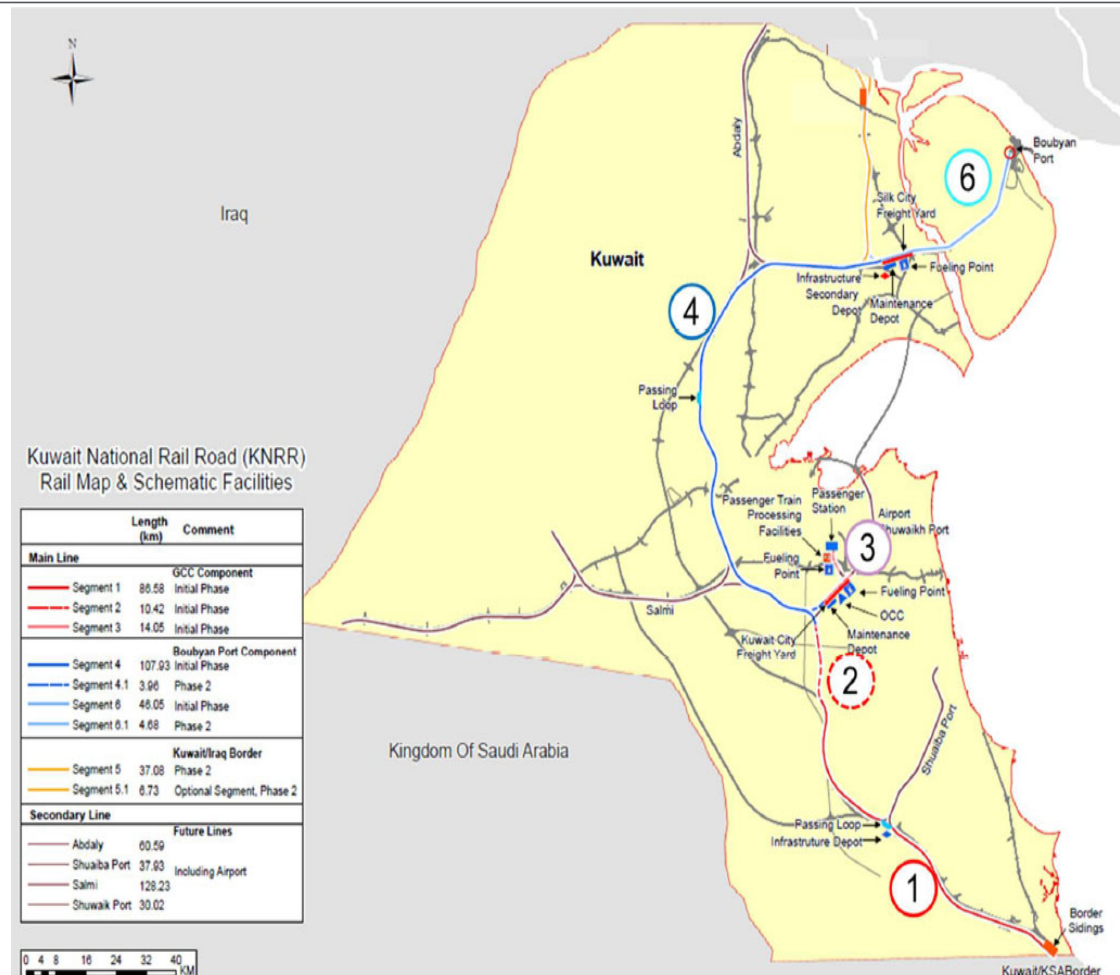 N
Iraq
Kuwait
Kingdom Of Saudi Arabia
Abdaly
Boubyan
Port
6
Silk City
Freight Yard
Fueling Point
Infrastructure
Secondary
Depot
Maintenance
Depot
4
Passing
Loop
Passenger Train
Processing
Facilities
Passenger
Station
Airport
Shuwaikh Port
3
Fueling
Point
Fueling Point
OCC
Maintenance
Depot
Kuwait City
Freight Yard
Salmi
2
Shuaiba Port
Passing Loop
Infrastruture Depot
1
Border
Sidings
Kuwait/KSABorder
Kuwait National Rail Road (KNRR)
Rail Map & Schematic Facilities
Length (km) Comment
Main Line
GCC Component
Segment 1 86.58 Initial Phase
Segment 2 10.42 Initial Phase
Segment 3 14.05 Initial Phase
Boubyan Port Component
Segment 4 107.93 Initial Phase
Segment 4.1 3.96 Phase 2
Segment 6 46.05 Initial Phase
Segment 6.1 4.68 Phase 2
Kuwait/Iraq Border
Segment 5 37.08 Phase 2
Segment 5.1 6.73 Optional Segment, Phase 2
Secondary Line
Future Lines
Abdaly 60.59
Shuaiba Port 37.93 Including Airport
Salmi 128.23
Shuwaik Port 30.02
0 4 8 16 24 32 40
KM